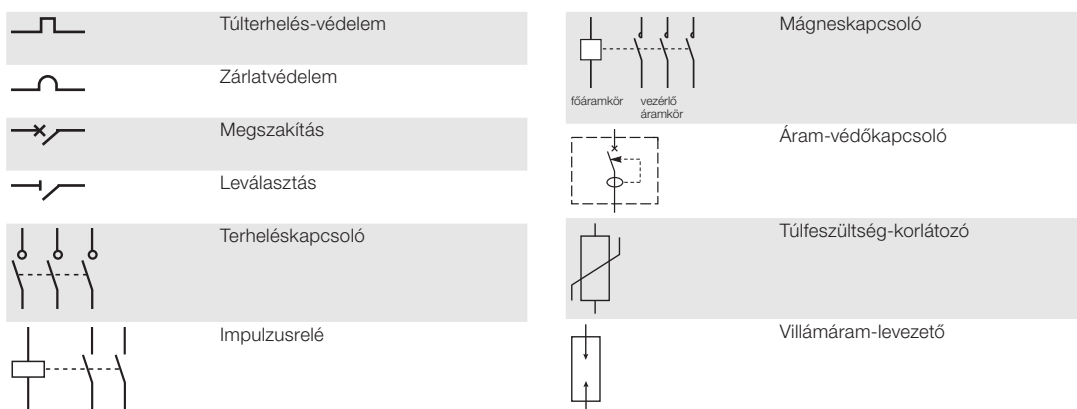 Túlterhelés-védelem
Zárlatvédelem
Megszakítás
Leválasztás
Terheléskapcsoló
Impulzusrelé
Mágneskapcsoló
főáramkör
vezérlő
áramkör
Áram-védőkapcsoló
Túlfeszültség-korlátozó
Villámáram-levezető